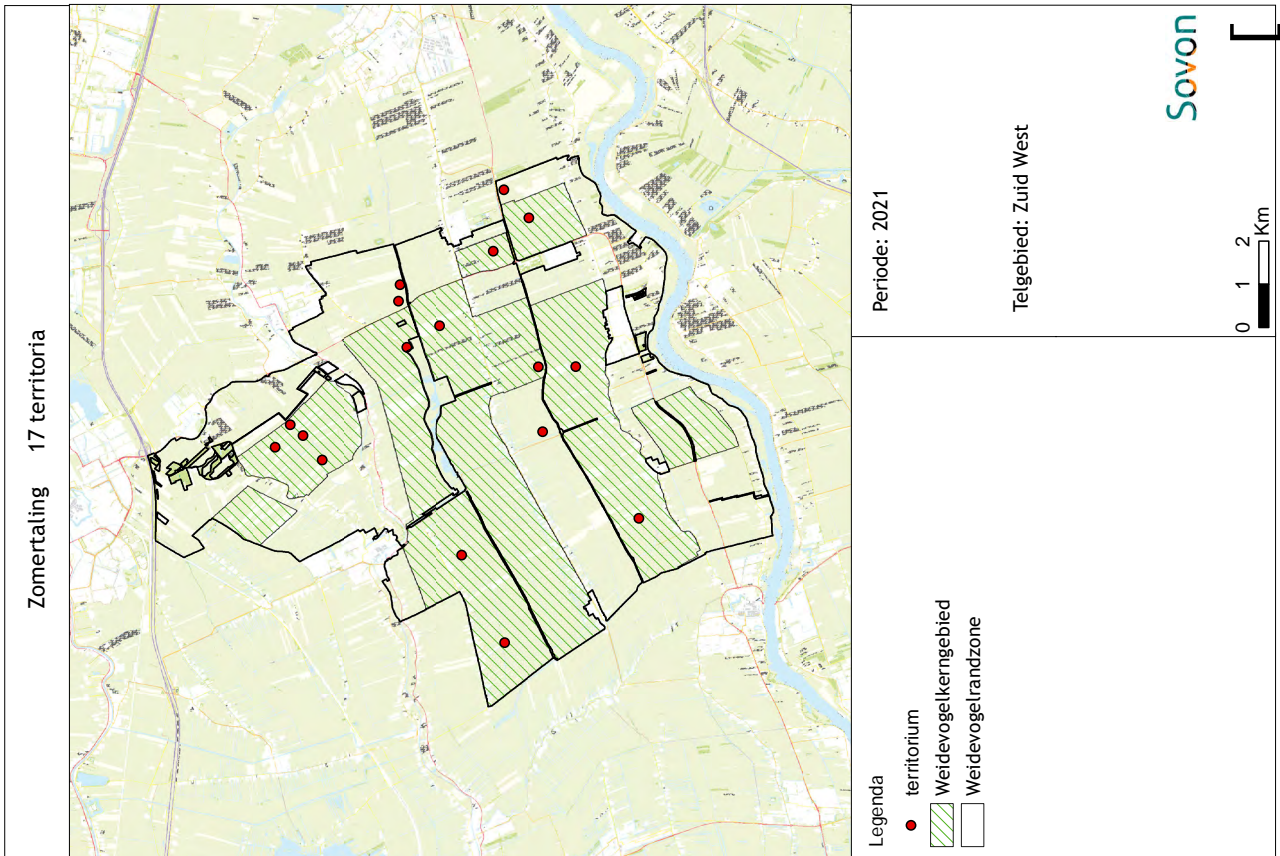 Zomertaling 17 territoria
Legenda
territorium
Weidevogelkerngebied
Weidevogelrandzone
Periode: 2021
Telgebied: Zuid West
0 1 2
Km
Sovon